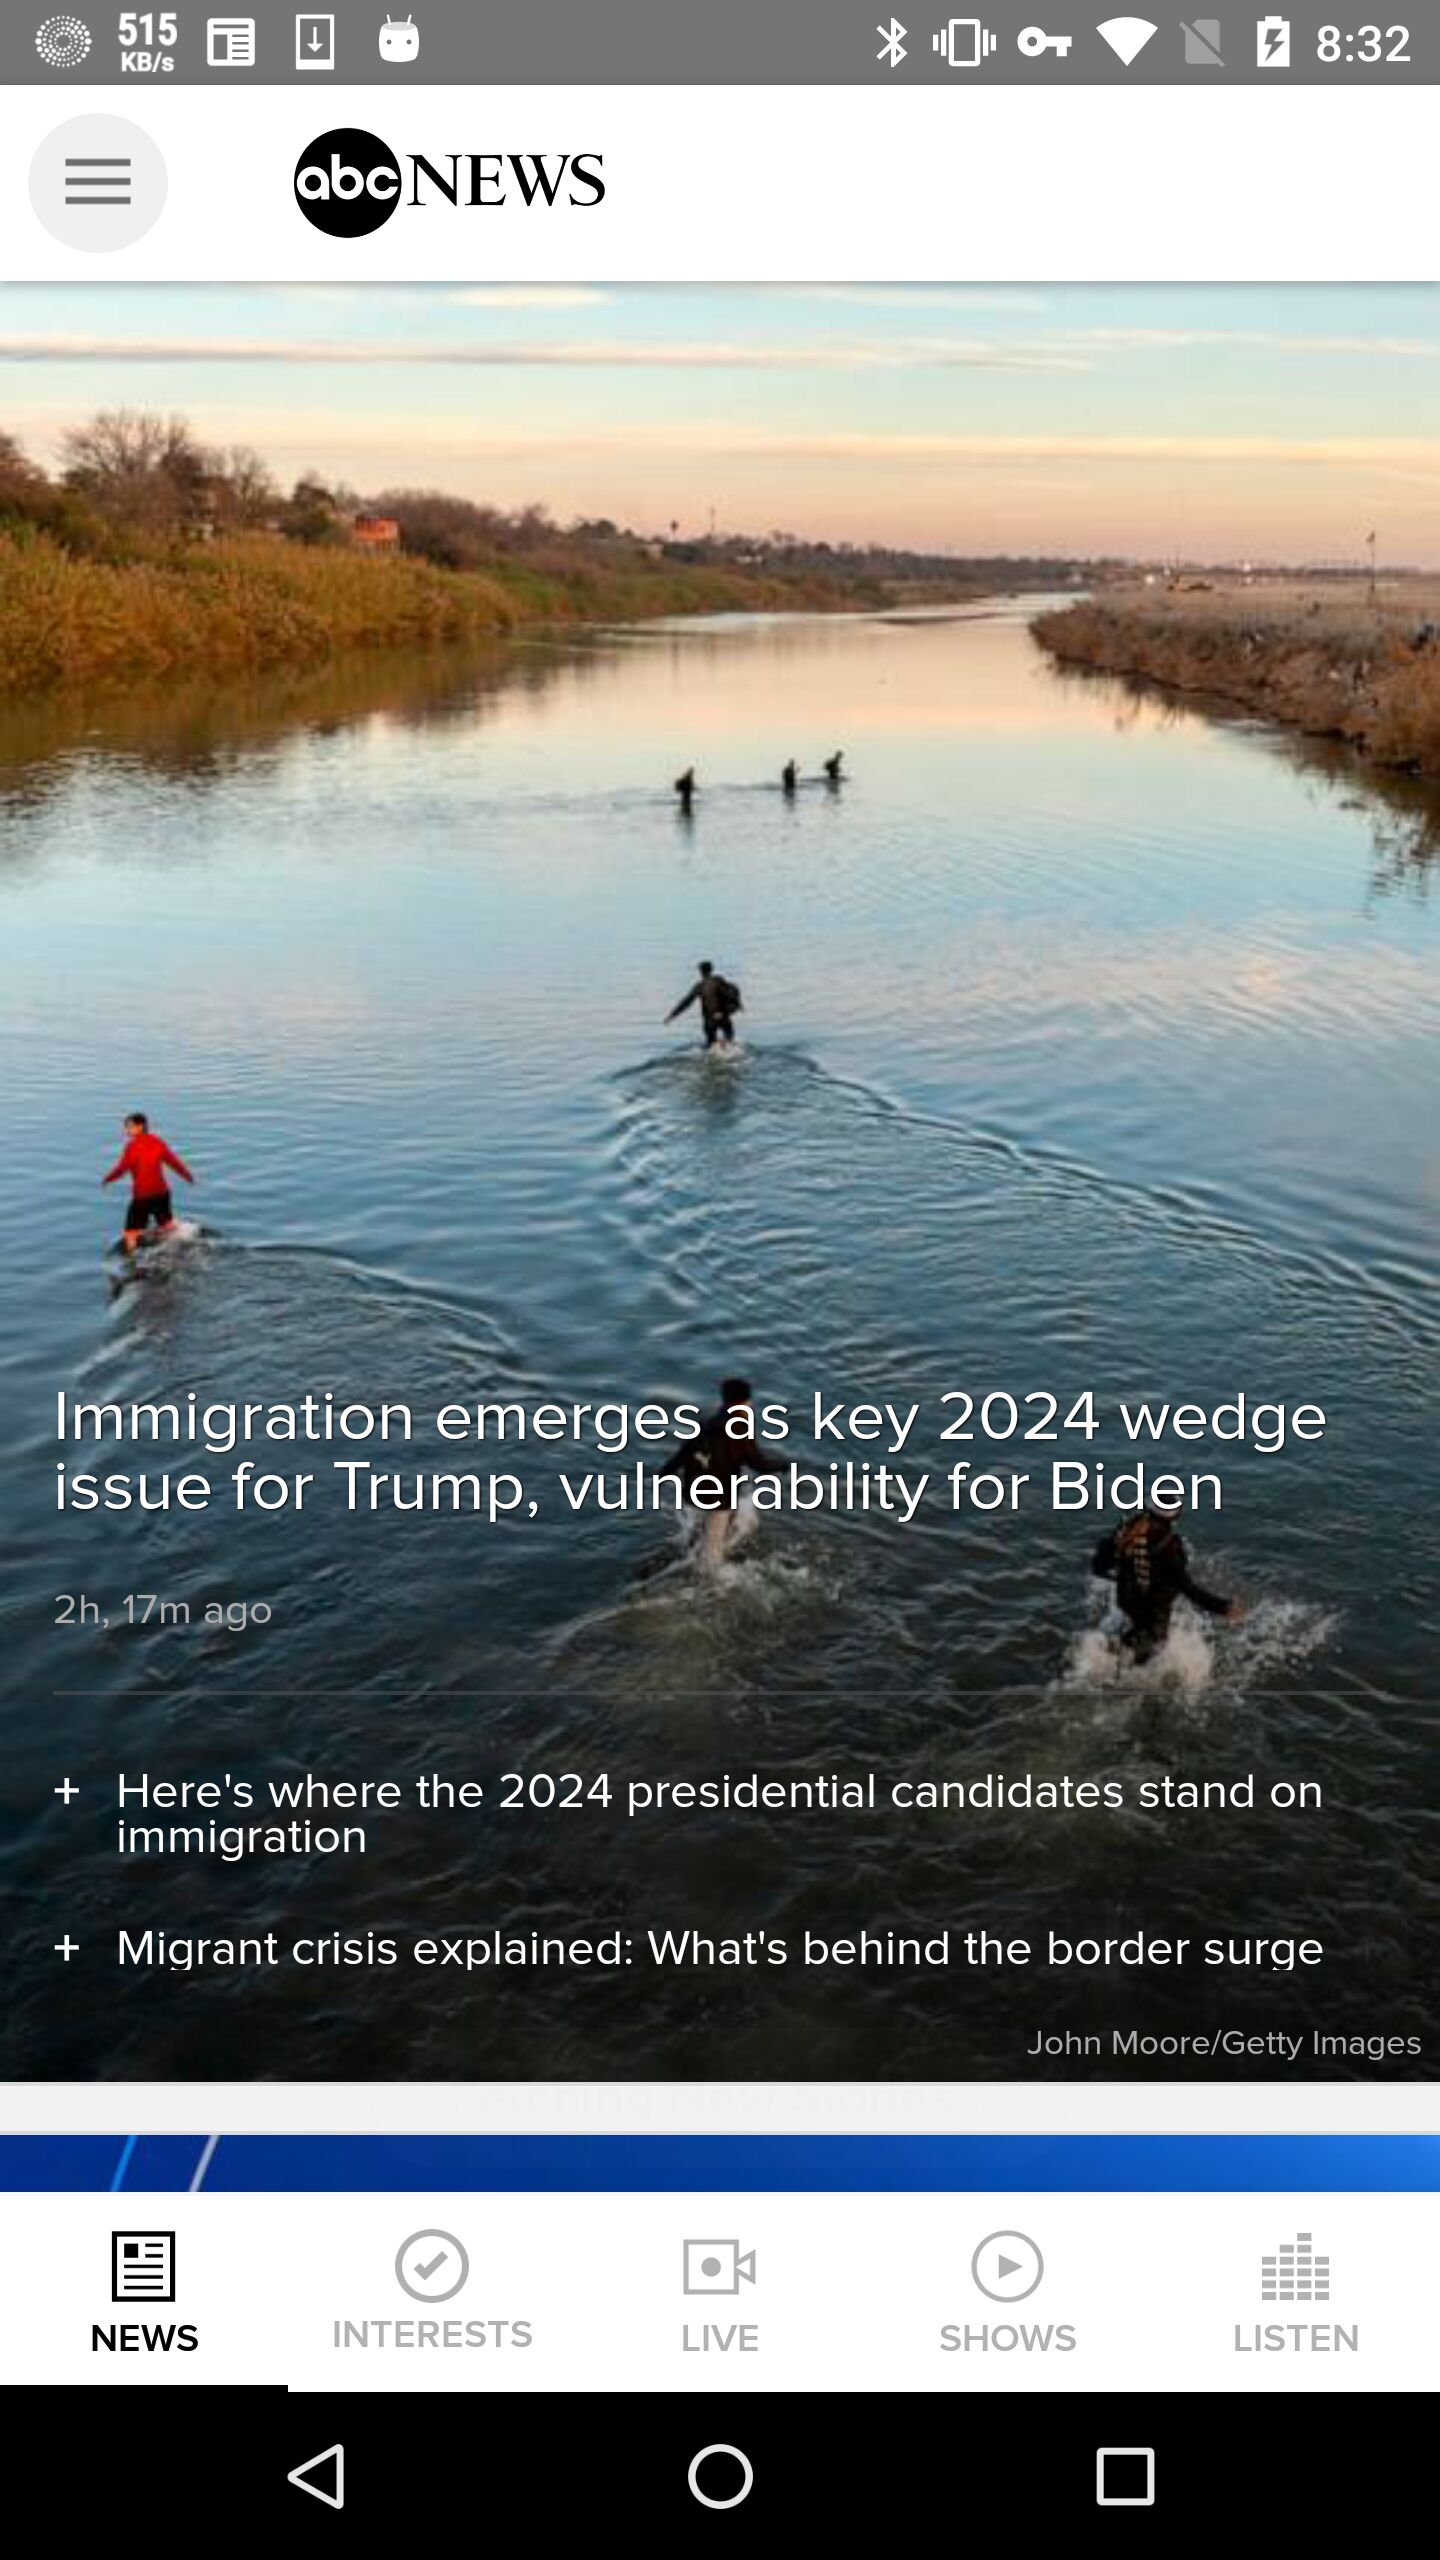 515
KB/s
8:32
abc NEWS
Immigration emerges as key 2024 wedge
issue for Trump, vulnerability for Biden
2h, 17m ago
+ Here's where the 2024 presidential candidates stand on
immigration
+ Migrant crisis explained: What's behind the border surge
John Moore/Getty Images
Fetching New Stories...
NEWS
INTERESTS
LIVE
SHOWS
LISTEN